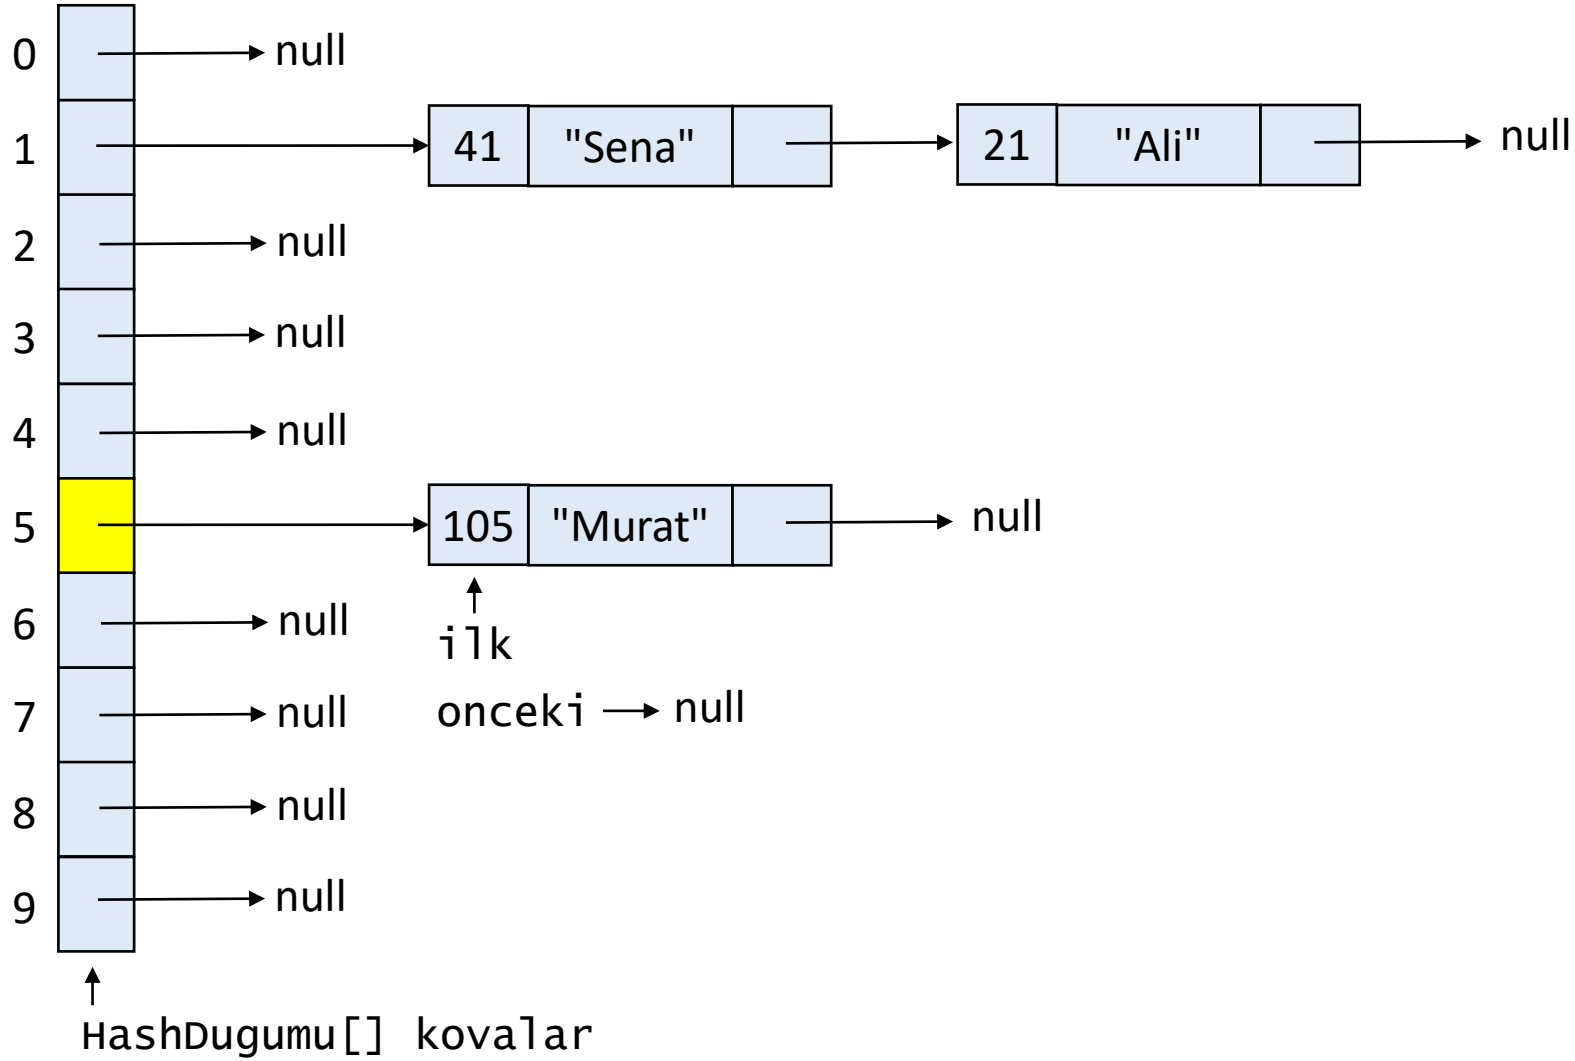 0 null
1 41 "Sena" 21 "Ali" null
2 null
3 null
4 null
5 105 "Murat" null
6 null
ilk
7 onceki null null
8 null
9 null
HashDugumu[] kovalar